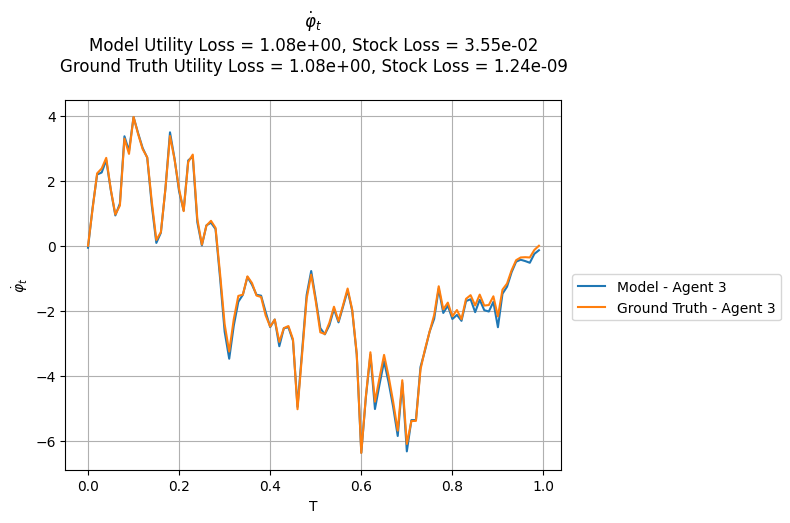 φ̇ₜ
Model Utility Loss = 1.08e+00, Stock Loss = 3.55e-02
Ground Truth Utility Loss = 1.08e+00, Stock Loss = 1.24e-09
4
2
0
−2
−4
−6
φ̇ₜ
0.0 0.2 0.4 0.6 0.8 1.0
T
Model - Agent 3
Ground Truth - Agent 3